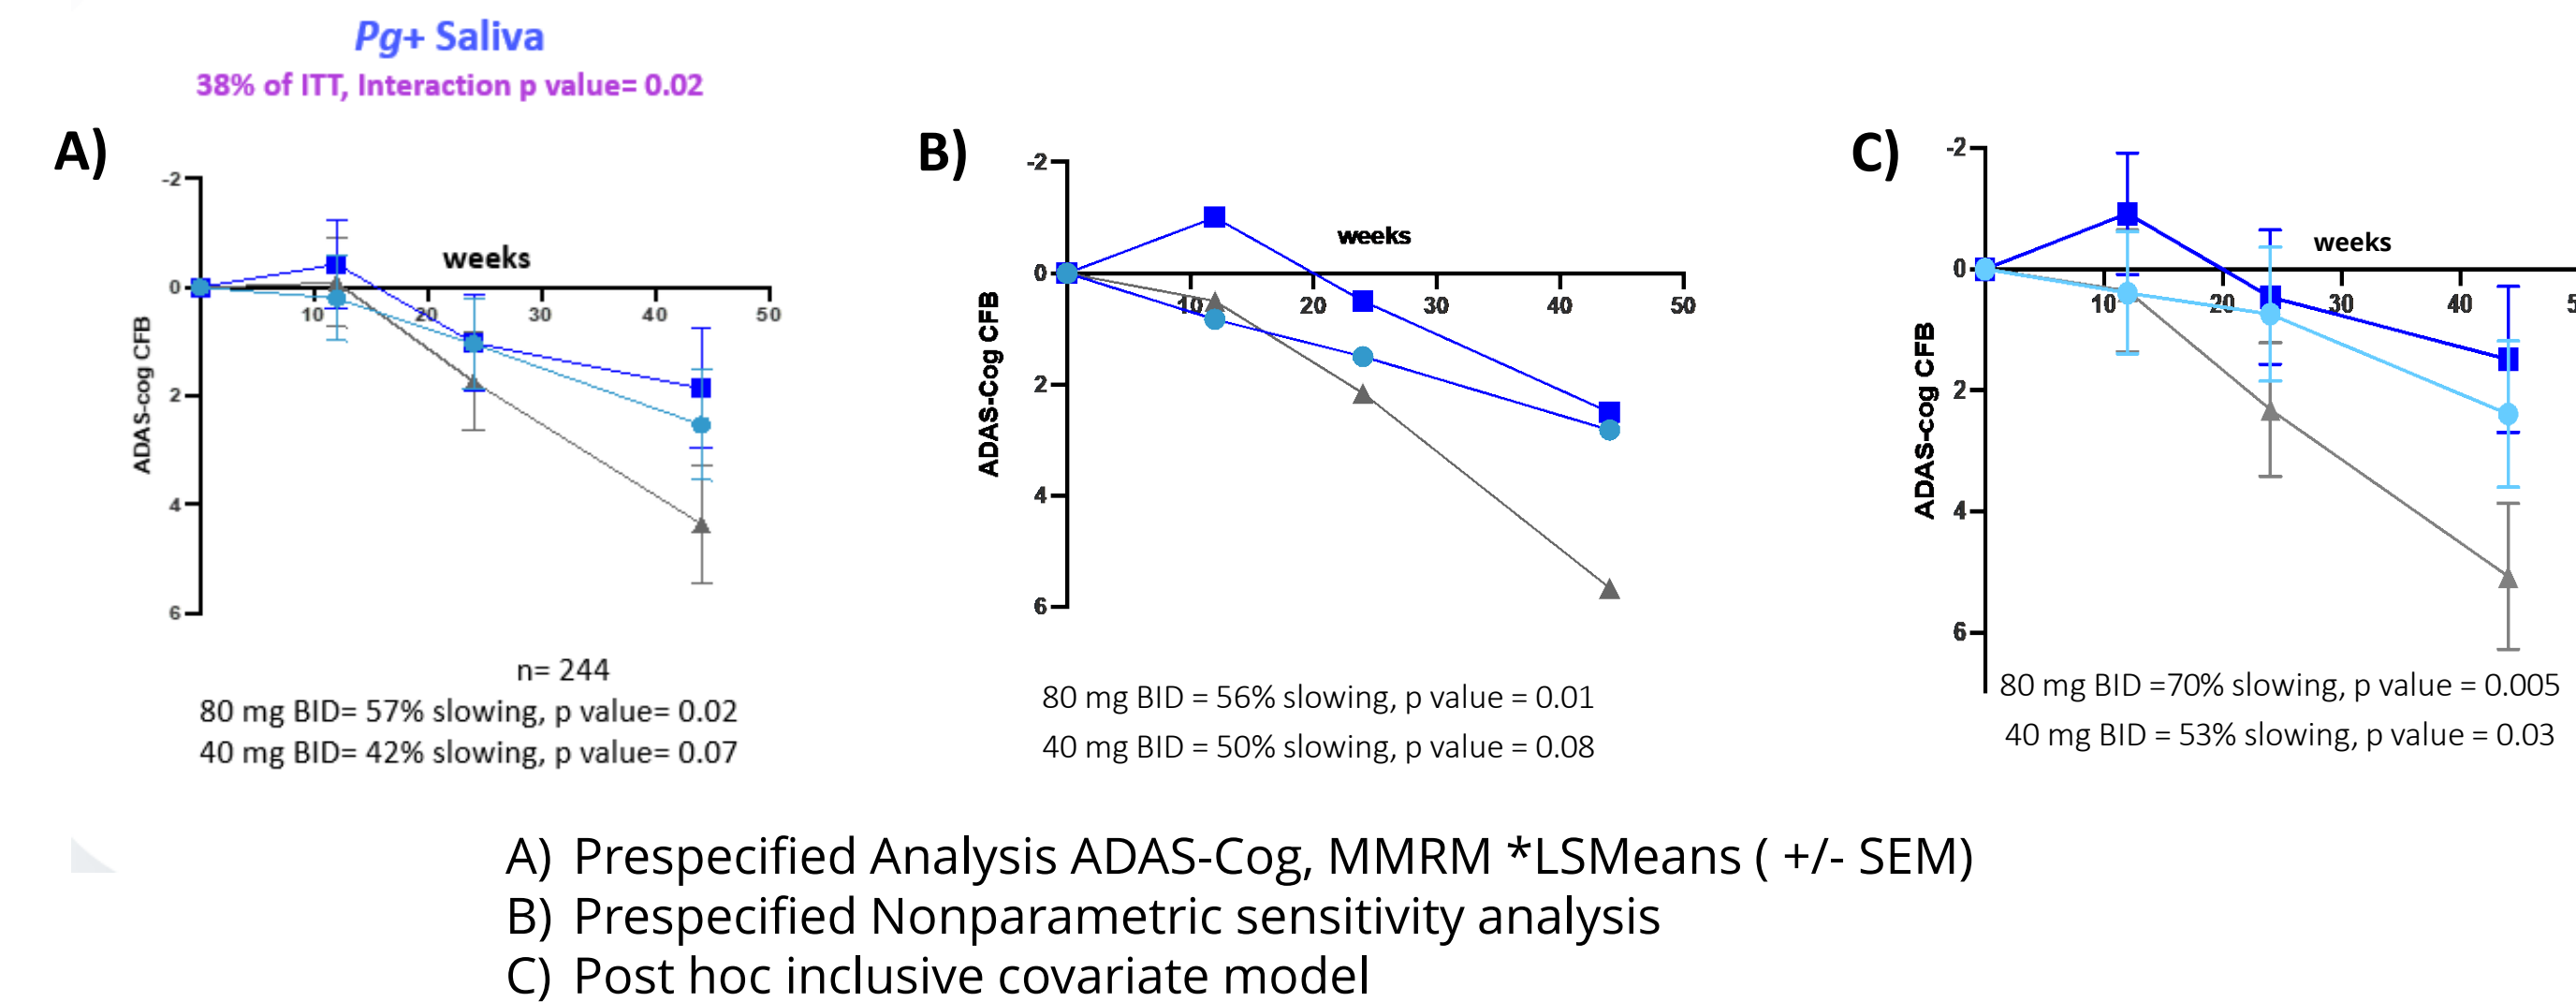 Pg+ Saliva
38% of ITT, Interaction p value= 0.02
A)
-2
0
2
4
6
10
20
30
40
50
weeks
ADAS-cog CFB
n= 244
80 mg BID= 57% slowing, p value= 0.02
40 mg BID= 42% slowing, p value= 0.07
B)
-2
0
2
4
6
10
20
30
40
50
weeks
ADAS-Cog CFB
80 mg BID = 56% slowing, p value = 0.01
40 mg BID = 50% slowing, p value = 0.08
C)
-2
0
2
4
6
10
20
30
40
weeks
ADAS-cog CFB
80 mg BID =70% slowing, p value = 0.005
40 mg BID = 53% slowing, p value = 0.03
A) Prespecified Analysis ADAS-Cog, MMRM *LSMeans ( +/- SEM)
B) Prespecified Nonparametric sensitivity analysis
C) Post hoc inclusive covariate model